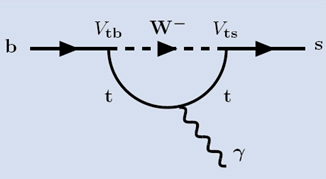 V_tb W⁻ V_ts
b s
t t
γ